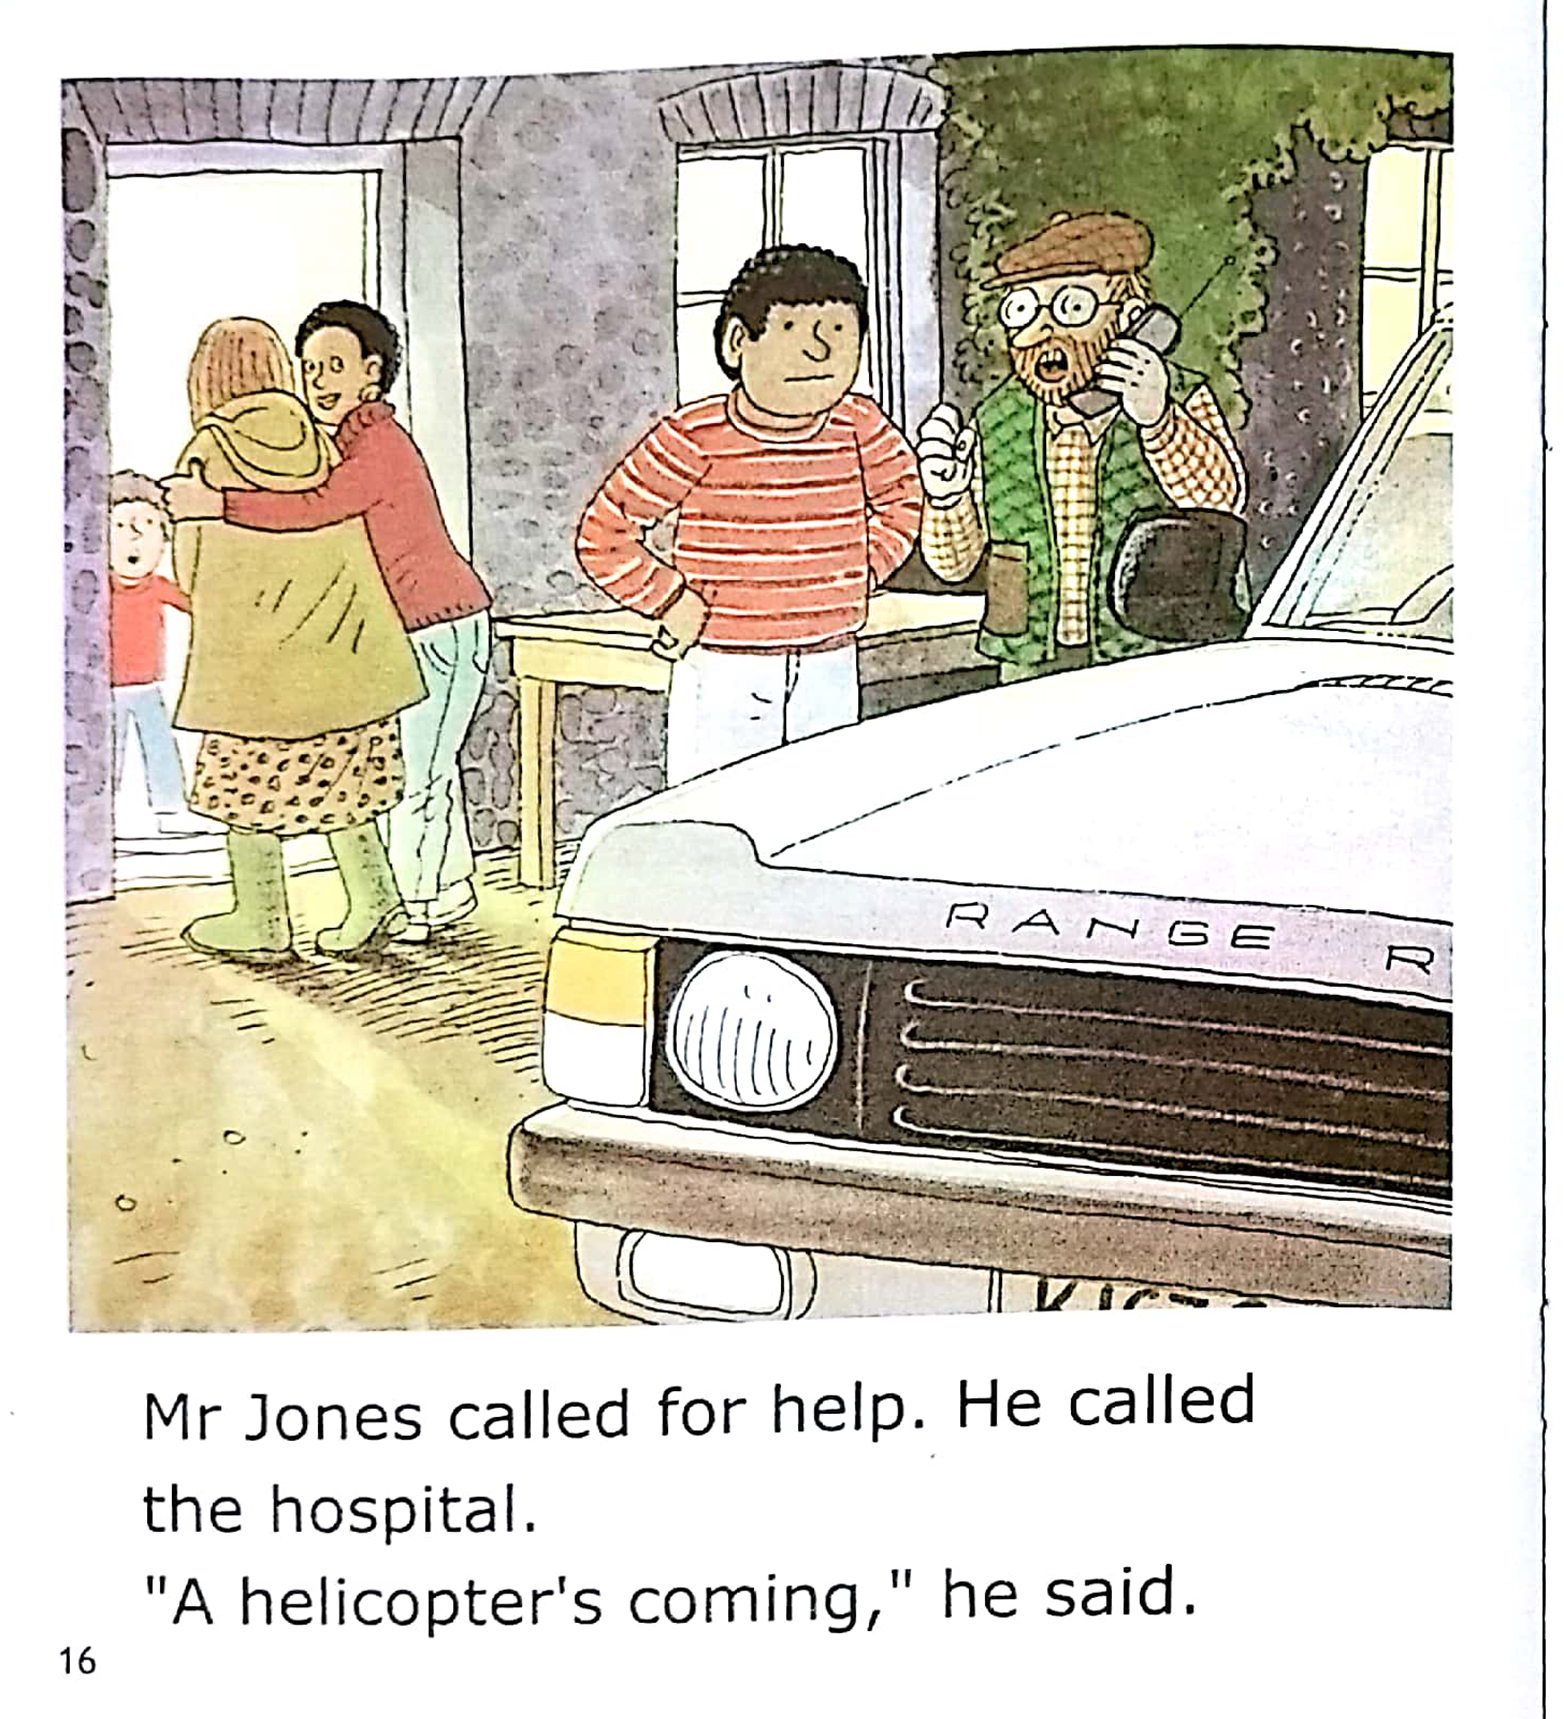 RANGE R
Mr Jones called for help. He called
the hospital.
"A helicopter's coming," he said.
16